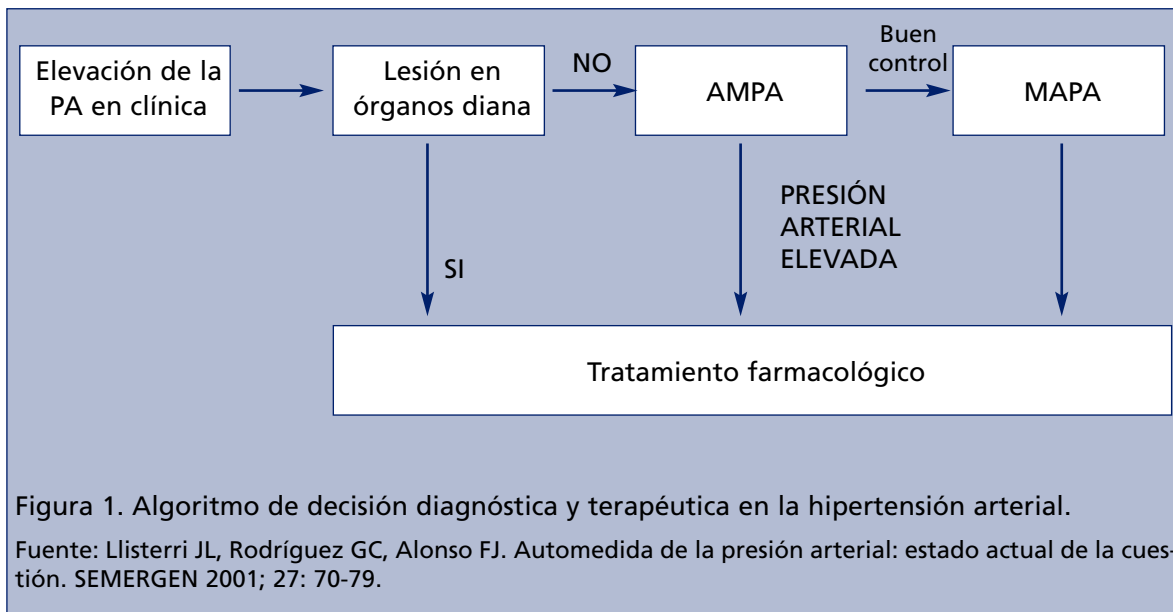 Elevación de la
PA en clínica
Lesión en
órganos diana
NO
AMPA
Buen
control
MAPA
PRESIÓN
ARTERIAL
ELEVADA
SI
Tratamiento farmacológico
Figura 1. Algoritmo de decisión diagnóstica y terapéutica en la hipertensión arterial.
Fuente: Llisterri JL, Rodríguez GC, Alonso FJ. Automedida de la presión arterial: estado actual de la cues-
tión. SEMERGEN 2001; 27: 70-79.